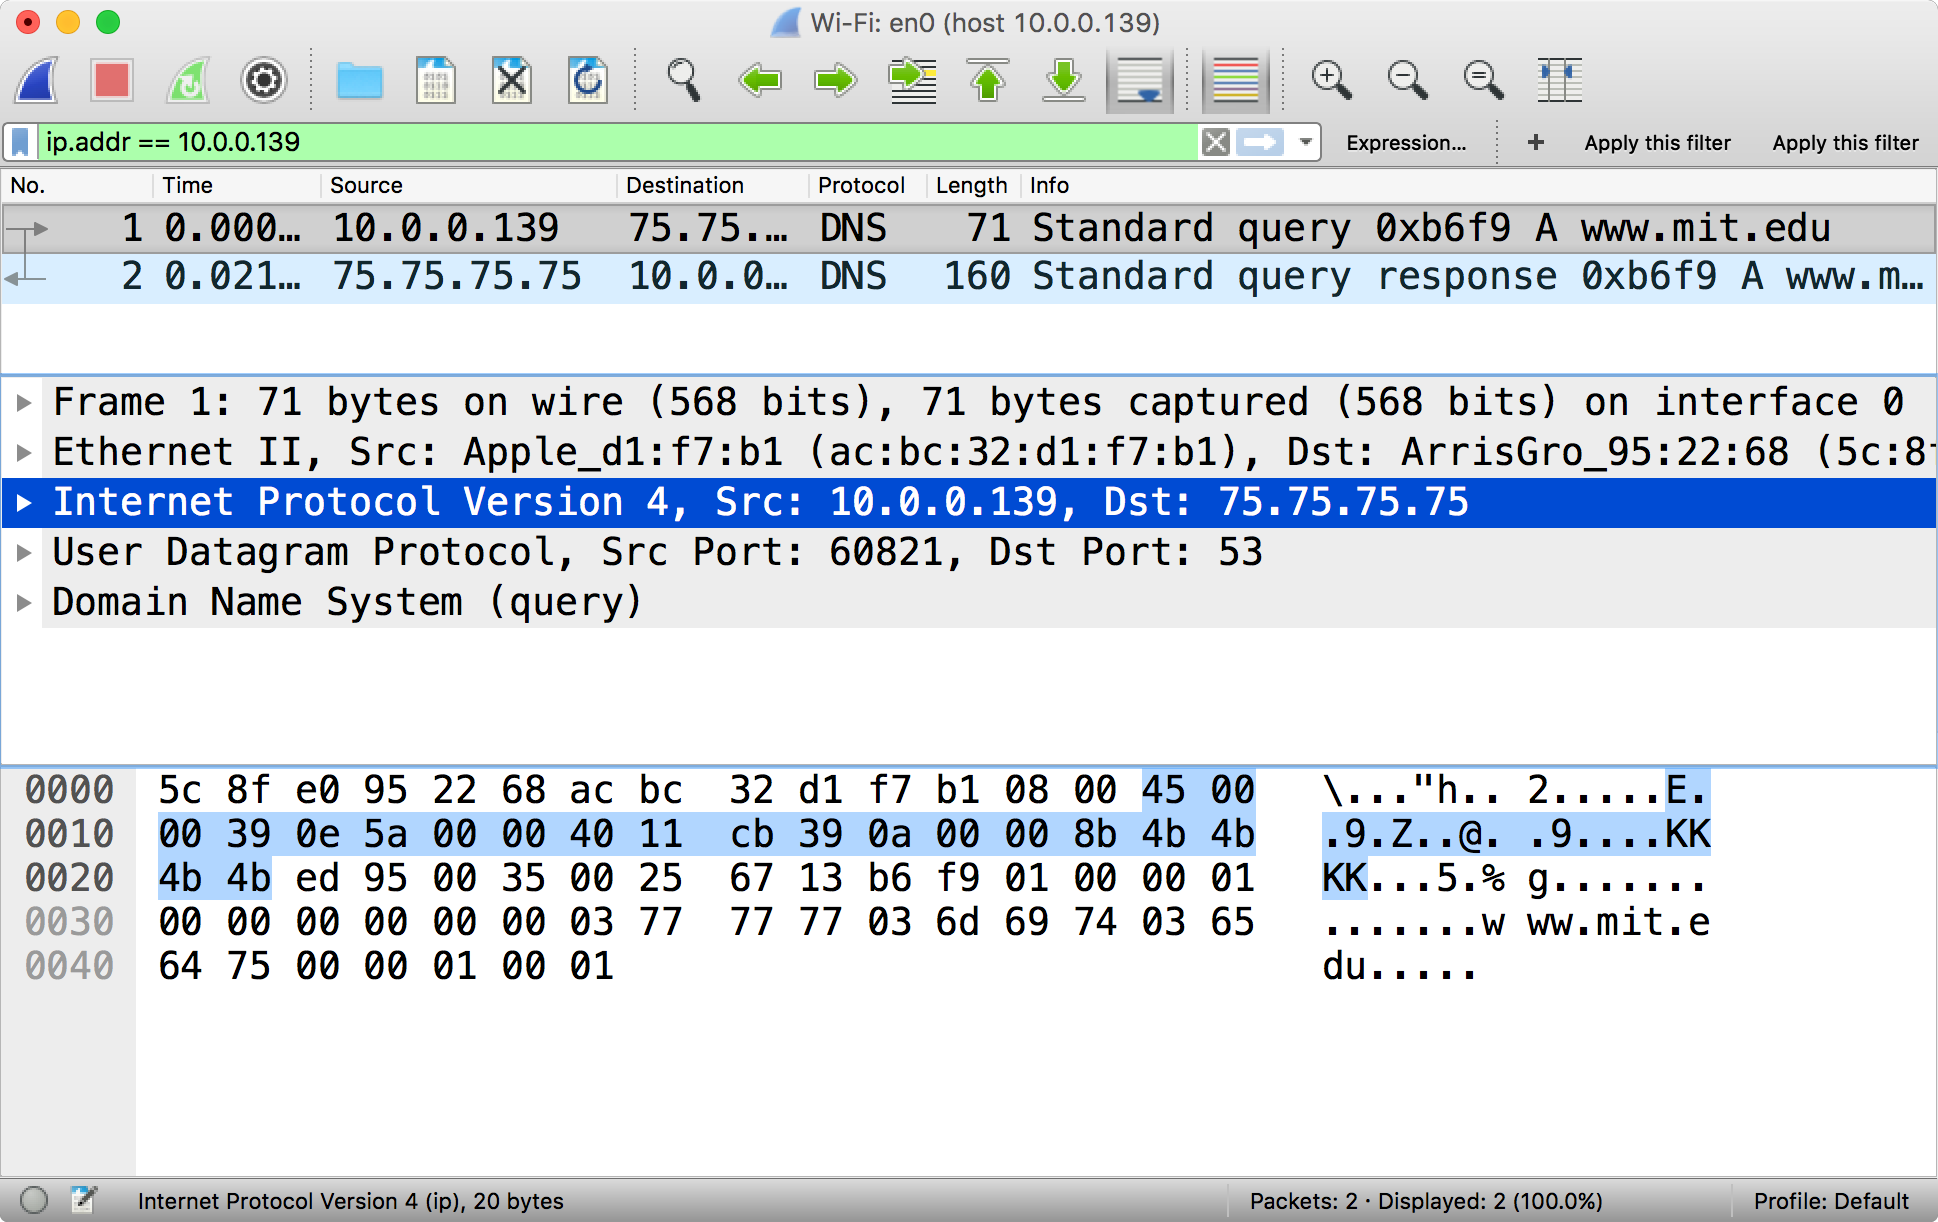 Wi-Fi: en0 (host 10.0.0.139)
ip.addr == 10.0.0.139 Expression... + Apply this filter Apply this filter
No. Time Source Destination Protocol Length Info
1 0.000… 10.0.0.139 75.75.… DNS 71 Standard query 0xb6f9 A www.mit.edu
2 0.021… 75.75.75.75 10.0.0… DNS 160 Standard query response 0xb6f9 A www.m…
Frame 1: 71 bytes on wire (568 bits), 71 bytes captured (568 bits) on interface 0
Ethernet II, Src: Apple_d1:f7:b1 (ac:bc:32:d1:f7:b1), Dst: ArrisGro_95:22:68 (5c:8f
Internet Protocol Version 4, Src: 10.0.0.139, Dst: 75.75.75.75
User Datagram Protocol, Src Port: 60821, Dst Port: 53
Domain Name System (query)
0000 5c 8f e0 95 22 68 ac bc 32 d1 f7 b1 08 00 45 00 \..."h.. 2.....E.
0010 00 39 0e 5a 00 00 40 11 cb 39 0a 00 00 8b 4b 4b .9.Z..@. .9....KK
0020 4b 4b ed 95 00 35 00 25 67 13 b6 f9 01 00 00 01 KK...5.% g.......
0030 00 00 00 00 00 00 03 77 77 77 03 6d 69 74 03 65 .......w ww.mit.e
0040 64 75 00 00 01 00 01 du.....
Internet Protocol Version 4 (ip), 20 bytes Packets: 2 · Displayed: 2 (100.0%) Profile: Default